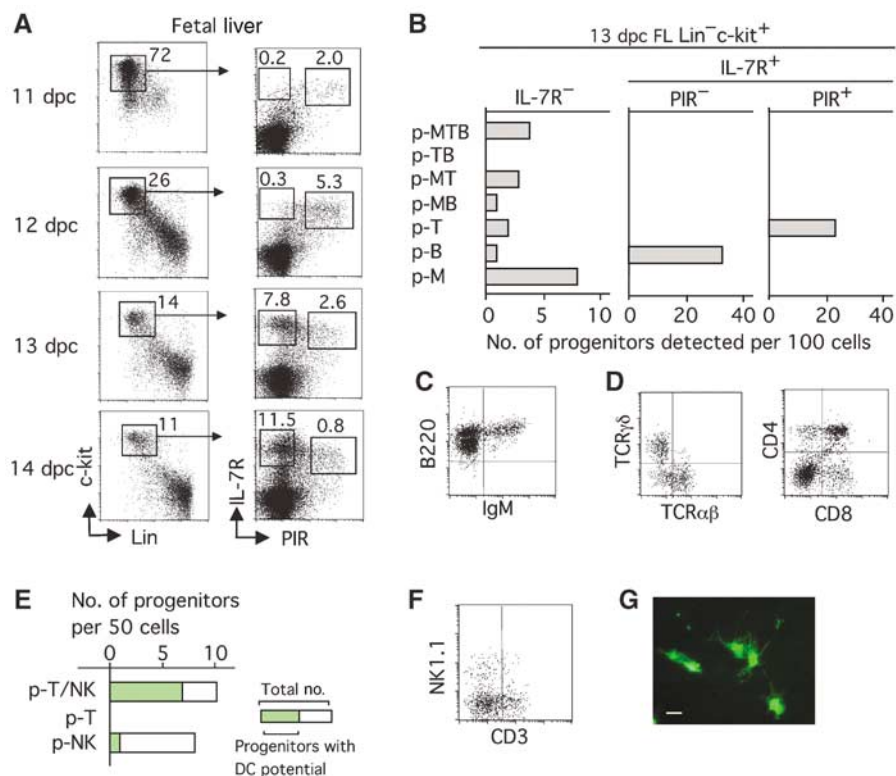 A
Fetal liver
11 dpc
72
0.2 2.0
12 dpc
26
0.3 5.3
13 dpc
14
7.8 2.6
14 dpc
11
11.5 0.8
c-kit
Lin
IL-7R
PIR
B
13 dpc FL Lin⁻c-kit⁺
IL-7R⁺
IL-7R⁻ PIR⁻ PIR⁺
p-MTB
p-TB
p-MT
p-MB
p-T
p-B
p-M
0 5 10 0 20 40 0 20 40
No. of progenitors detected per 100 cells
C
B220
IgM
D
TCRγδ
TCRαβ
CD4
CD8
E
No. of progenitors
per 50 cells
0 5 10
p-T/NK
p-T
p-NK
Total no.
Progenitors with
DC potential
F
NK1.1
CD3
G